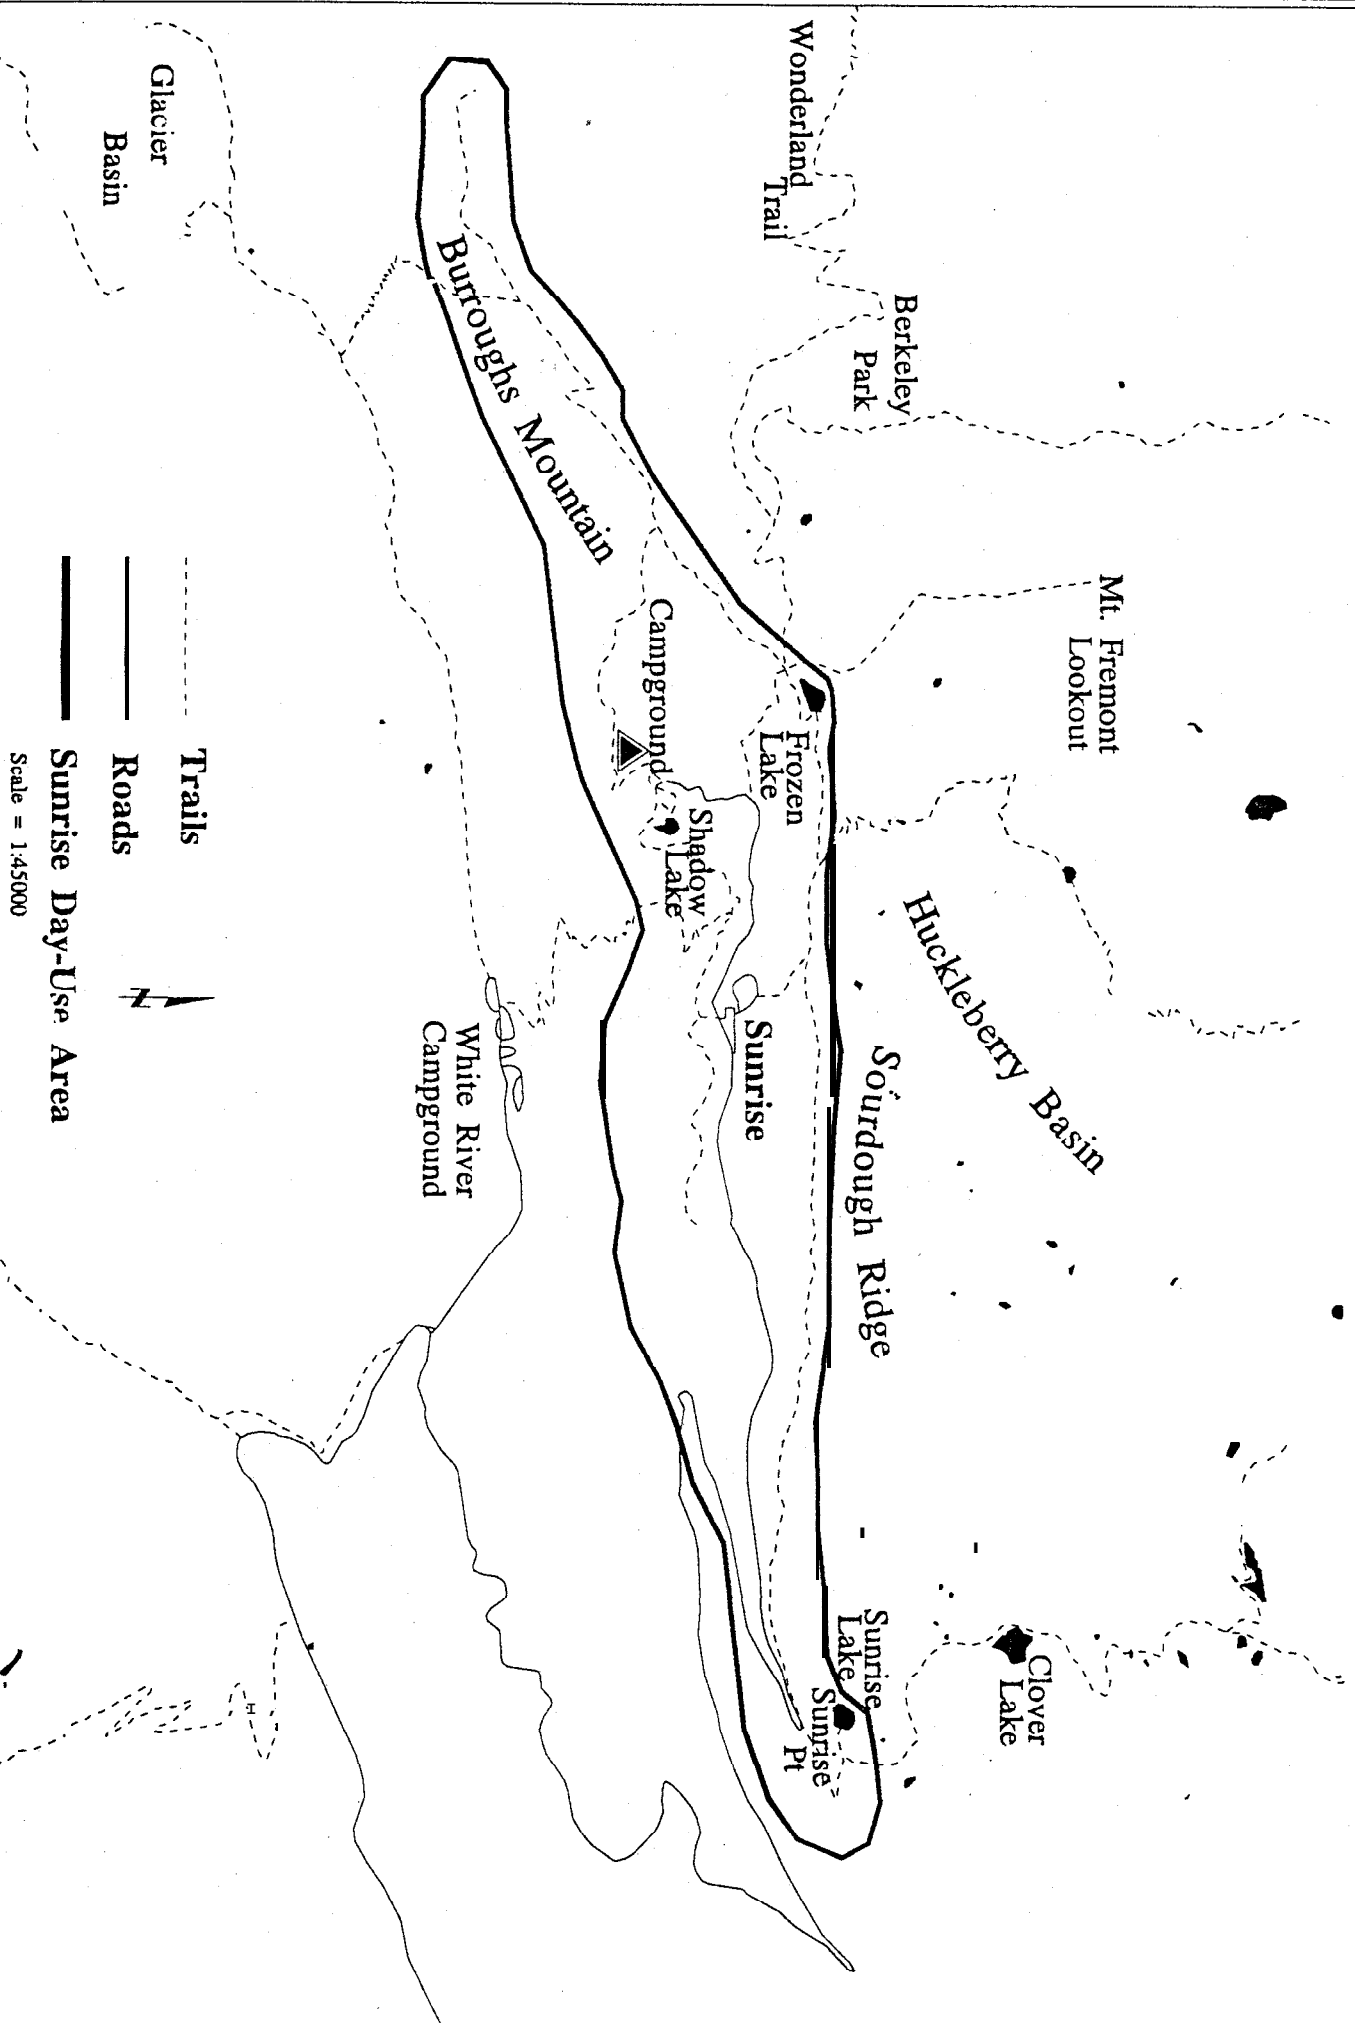 Wonderland
Trail
Berkeley
Park
Mt. Fremont
Lookout
Huckleberry Basin
Sourdough Ridge
Clover
Lake
Sunrise
Lake
Sunrise
Pt
Frozen
Lake
Sunrise
Shadow
Lake
Campground
Burroughs Mountain
Glacier
Basin
White River
Campground
Trails
Roads
Sunrise Day-Use Area
Scale = 1:45000
N